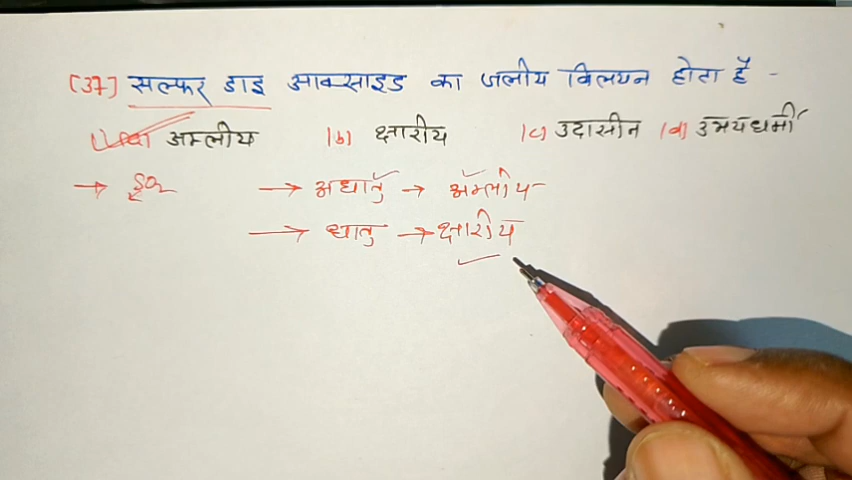 (37) सल्फर डाइ आक्साइड का जलीय विलयन होता है -
(a) अम्लीय (b) क्षारीय (c) उदासीन (d) उभयधर्मी
→ SO2 → अधातु → अम्लीय
→ धातु → क्षारीय